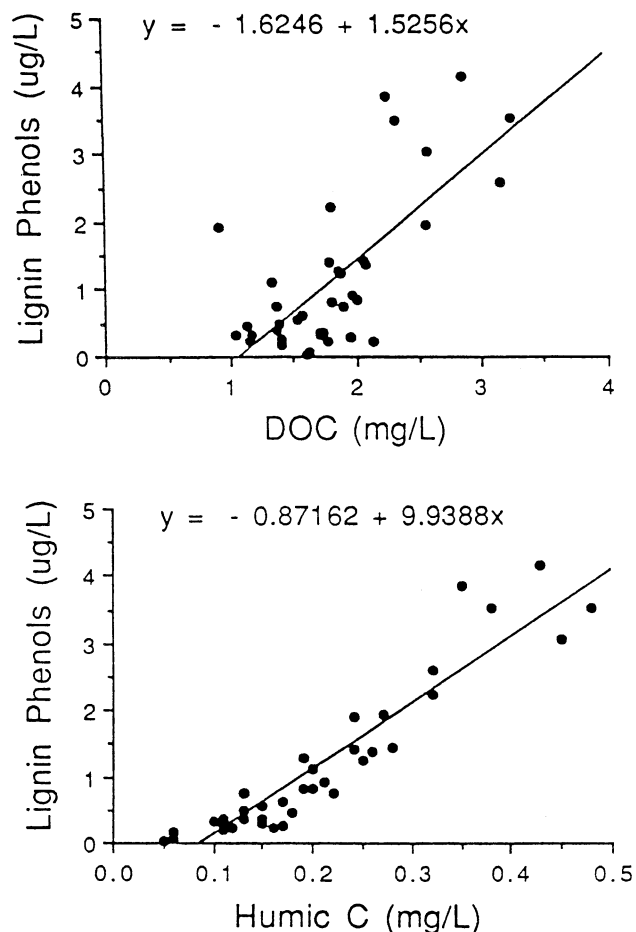 y = - 1.6246 + 1.5256x
Lignin Phenols (ug/L)
5
4
3
2
1
0
0 1 2 3 4
DOC (mg/L)
y = - 0.87162 + 9.9388x
Lignin Phenols (ug/L)
5
4
3
2
1
0
0.0 0.1 0.2 0.3 0.4 0.5
Humic C (mg/L)